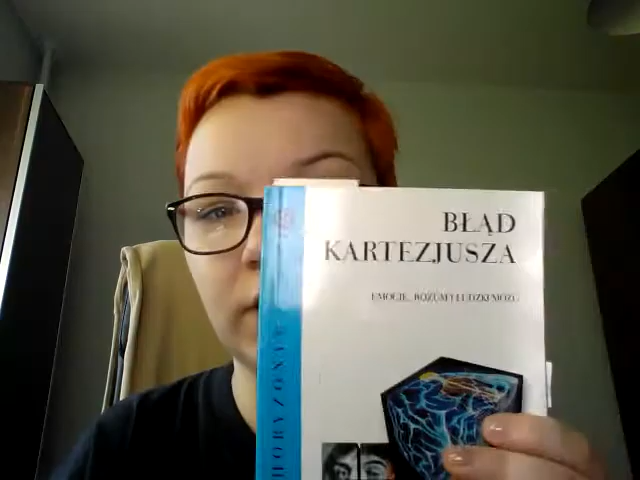 BŁĄD
KARTEZJUSZA
EMOCJE, ROZUM I LUDZKI MÓZG
HORYZONTY